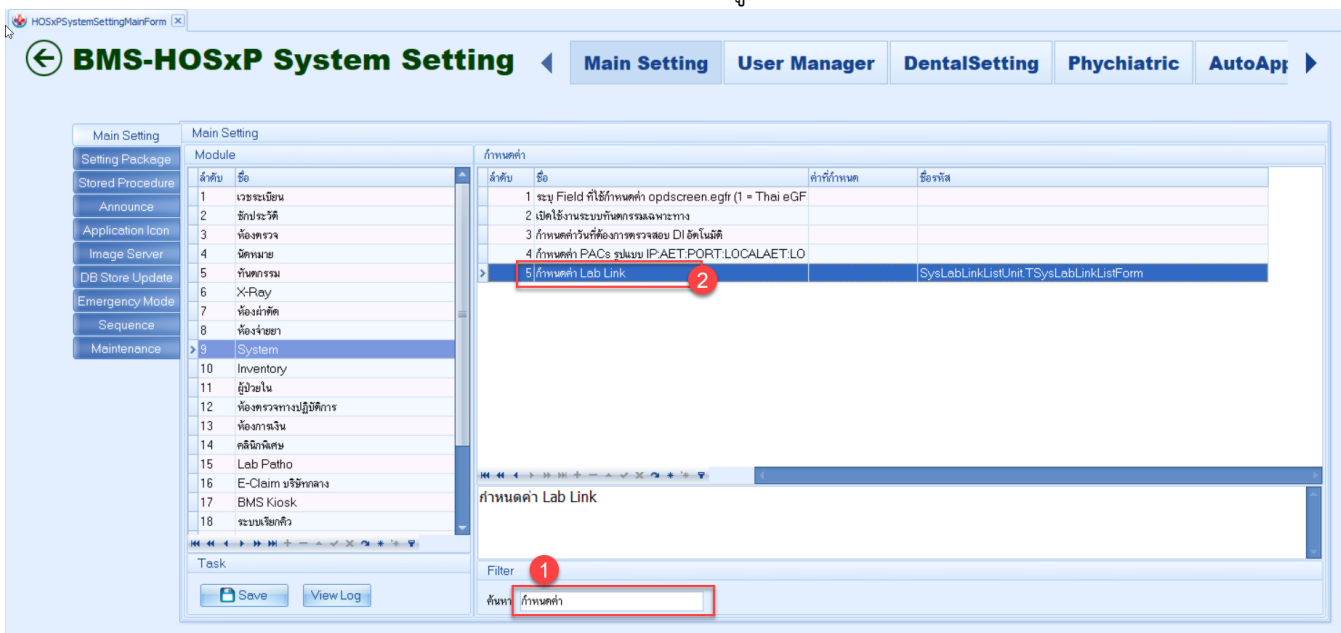 HOSxPSystemSettingMainForm
BMS-HOSxP System Setting
Main Setting
User Manager
DentalSetting
Phychiatric
AutoApp
Main Setting
Setting Package
Stored Procedure
Announce
Application Icon
Image Server
DB Store Update
Emergency Mode
Sequence
Maintenance
Main Setting
Module
ลำดับ ชื่อ
1 เวชระเบียน
2 ซักประวัติ
3 ห้องตรวจ
4 นัดหมาย
5 ทันตกรรม
6 X-Ray
7 ห้องผ่าตัด
8 ห้องจ่ายยา
9 System
10 Inventory
11 ผู้ป่วยใน
12 ห้องตรวจทางปฏิบัติการ
13 ห้องการเงิน
14 คลินิกพิเศษ
15 Lab Patho
16 E-Claim บริษัทกลาง
17 BMS Kiosk
18 ระบบเรียกคิว
Task
Save
View Log
กำหนดค่า
ลำดับ ชื่อ ค่าที่กำหนด ชื่อรหัส
1 ระบุ Field ที่ใช้กำหนดค่า opdscreen.egfr (1 = Thai eGF
2 เปิดใช้งานระบบทันตกรรมเฉพาะทาง
3 กำหนดค่าวันที่ต้องการตรวจสอบ DI อัตโนมัติ
4 กำหนดค่า PACs รูปแบบ IP:AET:PORT:LOCALAET:LO
5 กำหนดค่า Lab Link SysLabLinkListUnit.TSysLabLinkListForm
2
กำหนดค่า Lab Link
Filter
1
ค้นหา กำหนดค่า